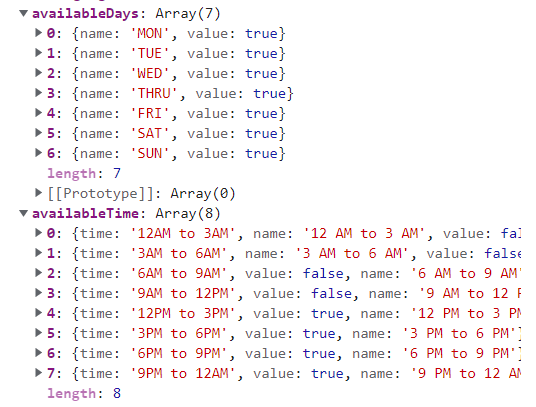 availableDays: Array(7)
0: {name: 'MON', value: true}
1: {name: 'TUE', value: true}
2: {name: 'WED', value: true}
3: {name: 'THRU', value: true}
4: {name: 'FRI', value: true}
5: {name: 'SAT', value: true}
6: {name: 'SUN', value: true}
length: 7
[[Prototype]]: Array(0)
availableTime: Array(8)
0: {time: '12AM to 3AM', name: '12 AM to 3 AM', value: fal
1: {time: '3AM to 6AM', name: '3 AM to 6 AM', value: false
2: {time: '6AM to 9AM', value: false, name: '6 AM to 9 AM'
3: {time: '9AM to 12PM', value: false, name: '9 AM to 12 P
4: {time: '12PM to 3PM', value: true, name: '12 PM to 3 PM
5: {time: '3PM to 6PM', value: true, name: '3 PM to 6 PM'}
6: {time: '6PM to 9PM', value: true, name: '6 PM to 9 PM'}
7: {time: '9PM to 12AM', value: true, name: '9 PM to 12 AM
length: 8